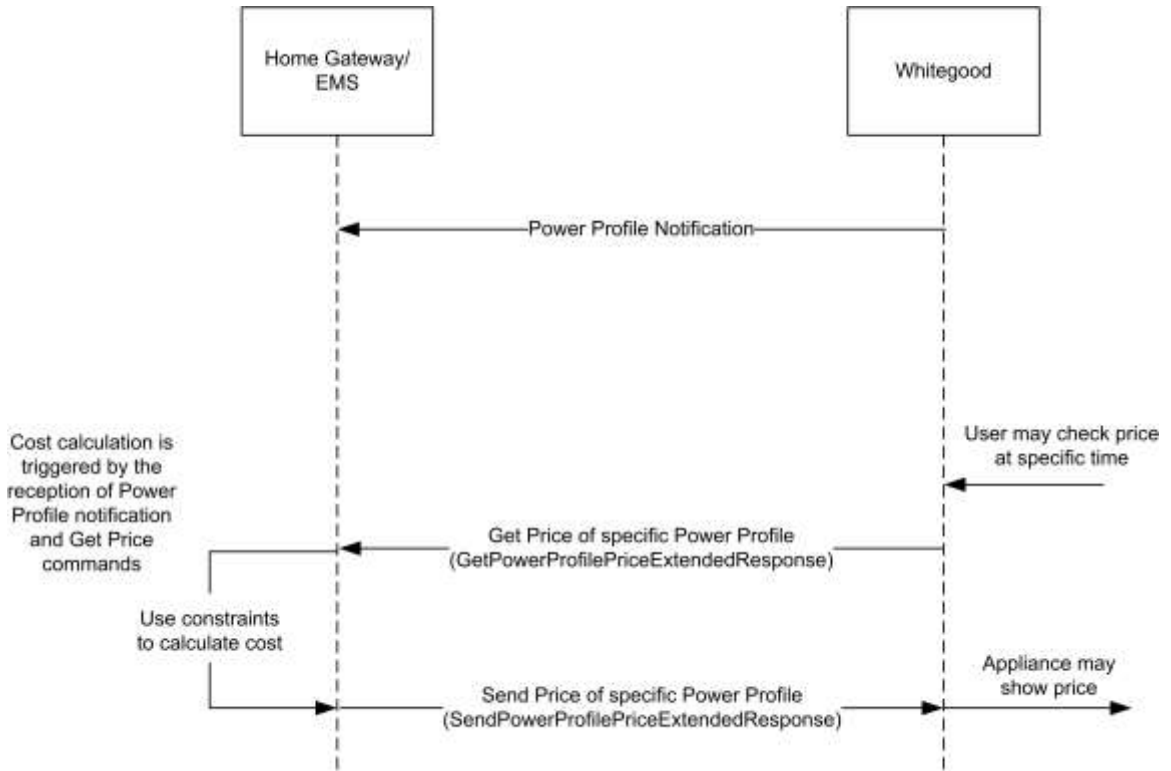 Home Gateway/
EMS
Whitegood
Power Profile Notification
User may check price
at specific time
Cost calculation is
triggered by the
reception of Power
Profile notification
and Get Price
commands
Get Price of specific Power Profile
(GetPowerProfilePriceExtendedResponse)
Use constraints
to calculate cost
Send Price of specific Power Profile
(SendPowerProfilePriceExtendedResponse)
Appliance may
show price